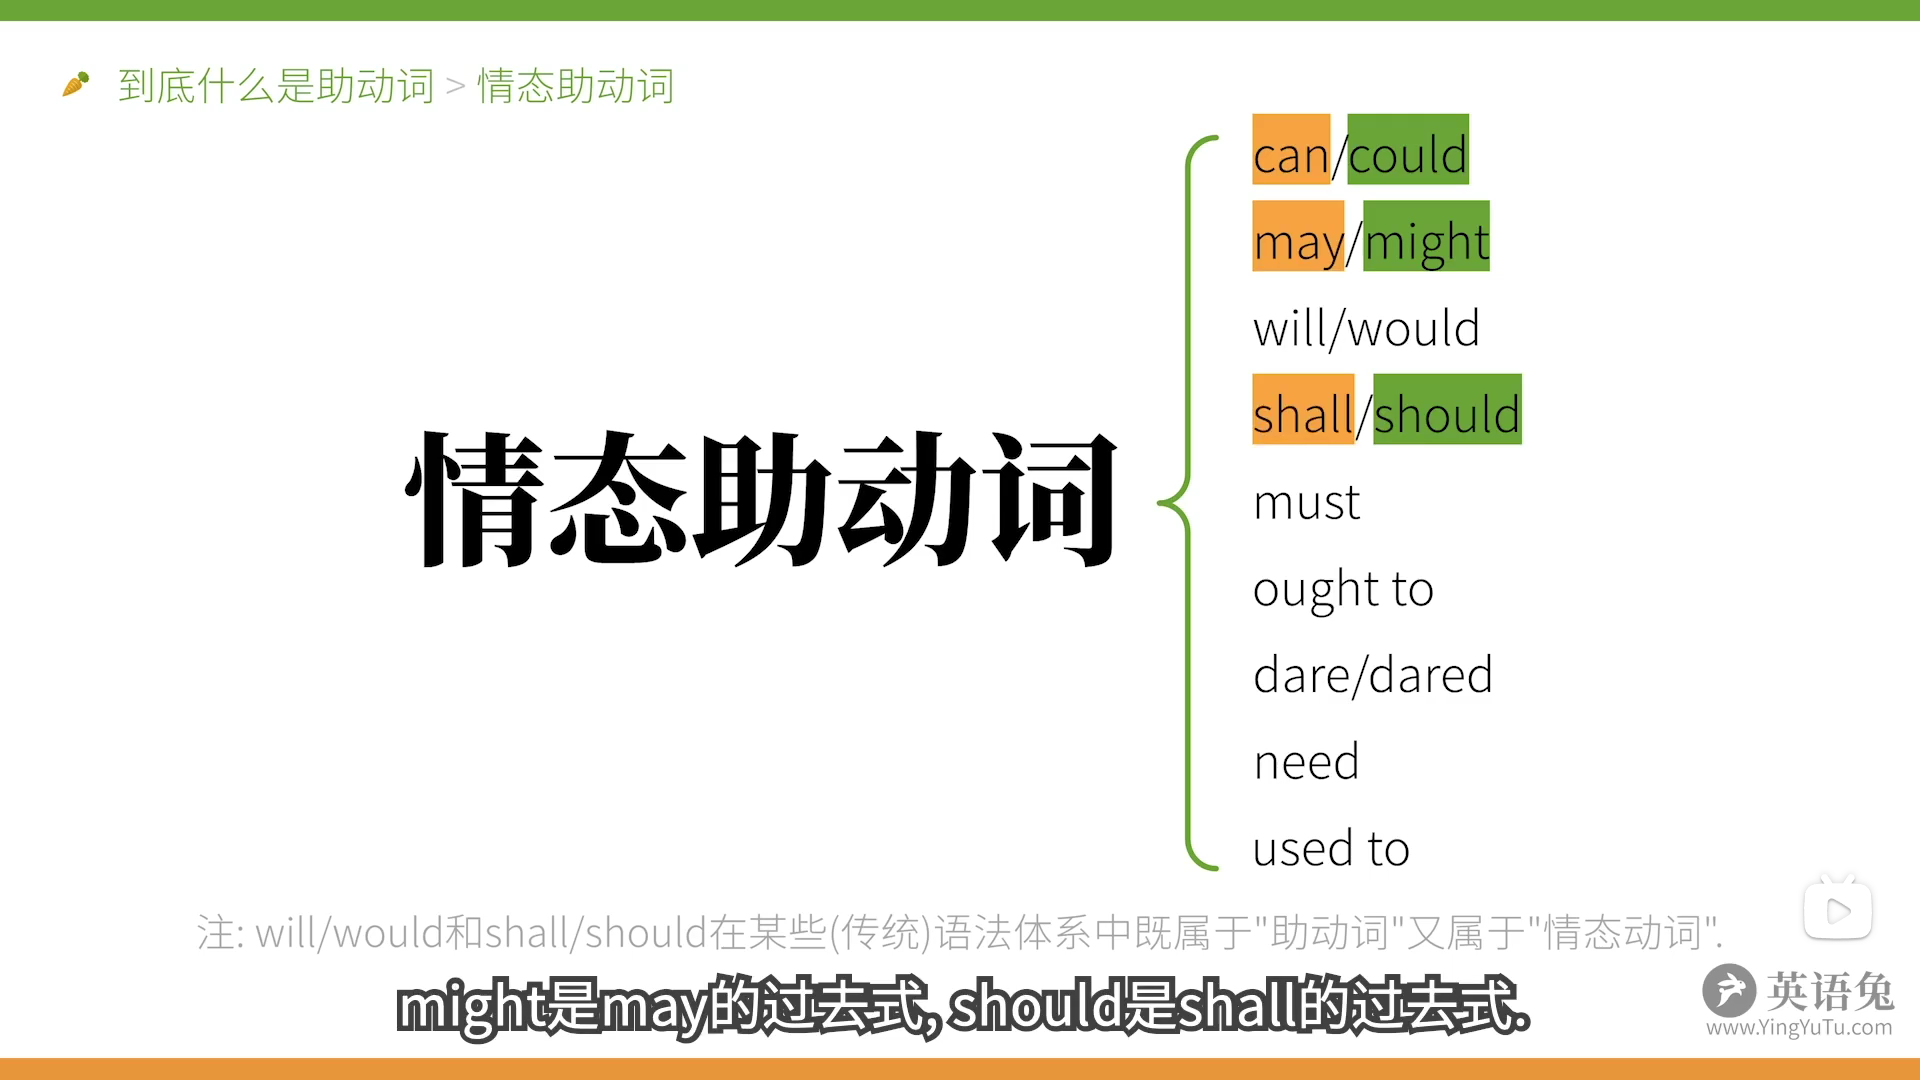 到底什么是助动词 > 情态助动词
can/could
may/might
will/would
shall/should
情态助动词
must
ought to
dare/dared
need
used to
注: will/would和shall/should在某些(传统)语法体系中既属于"助动词"又属于"情态动词".
might是may的过去式, should是shall的过去式.
英语兔
www.YingYuTu.com